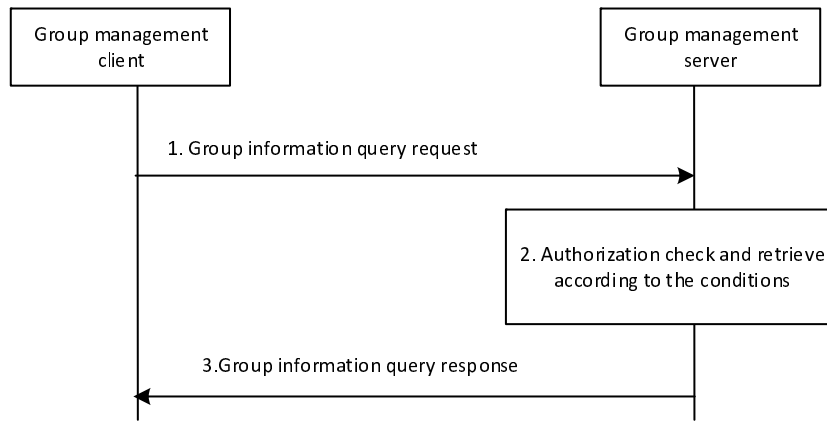 Group management
client
Group management
server
1. Group information query request
2. Authorization check and retrieve
according to the conditions
3.Group information query response